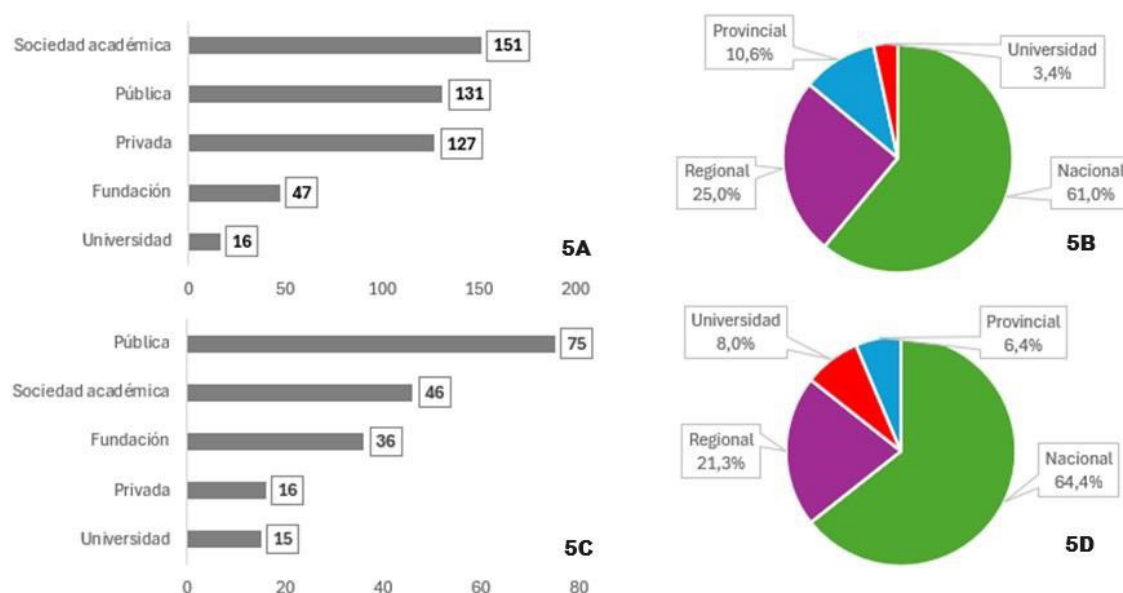 Sociedad académica
151
Pública
131
Privada
127
Fundación
47
Universidad
16
5A
0
50
100
150
200
Provincial
10,6%
Universidad
3,4%
Regional
25,0%
Nacional
61,0%
5B
Pública
75
Sociedad académica
46
Fundación
36
Privada
16
Universidad
15
5C
0
20
40
60
80
Universidad
8,0%
Provincial
6,4%
Regional
21,3%
Nacional
64,4%
5D